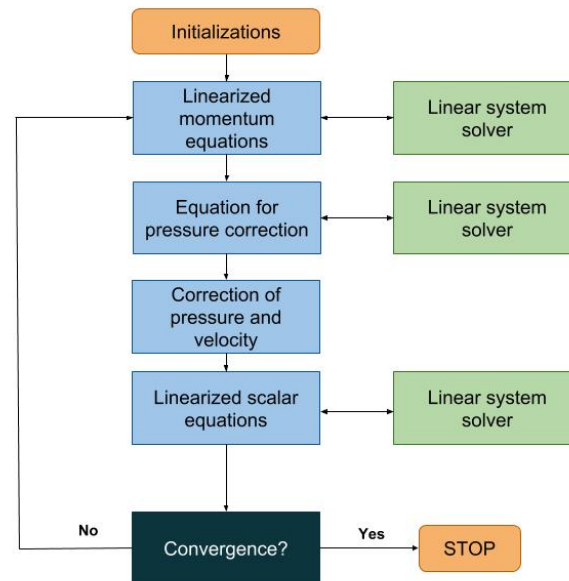 Initializations
Linearized
momentum
equations
Linear system
solver
Equation for
pressure correction
Linear system
solver
Correction of
pressure and
velocity
Linearized scalar
equations
Linear system
solver
No
Convergence?
Yes
STOP